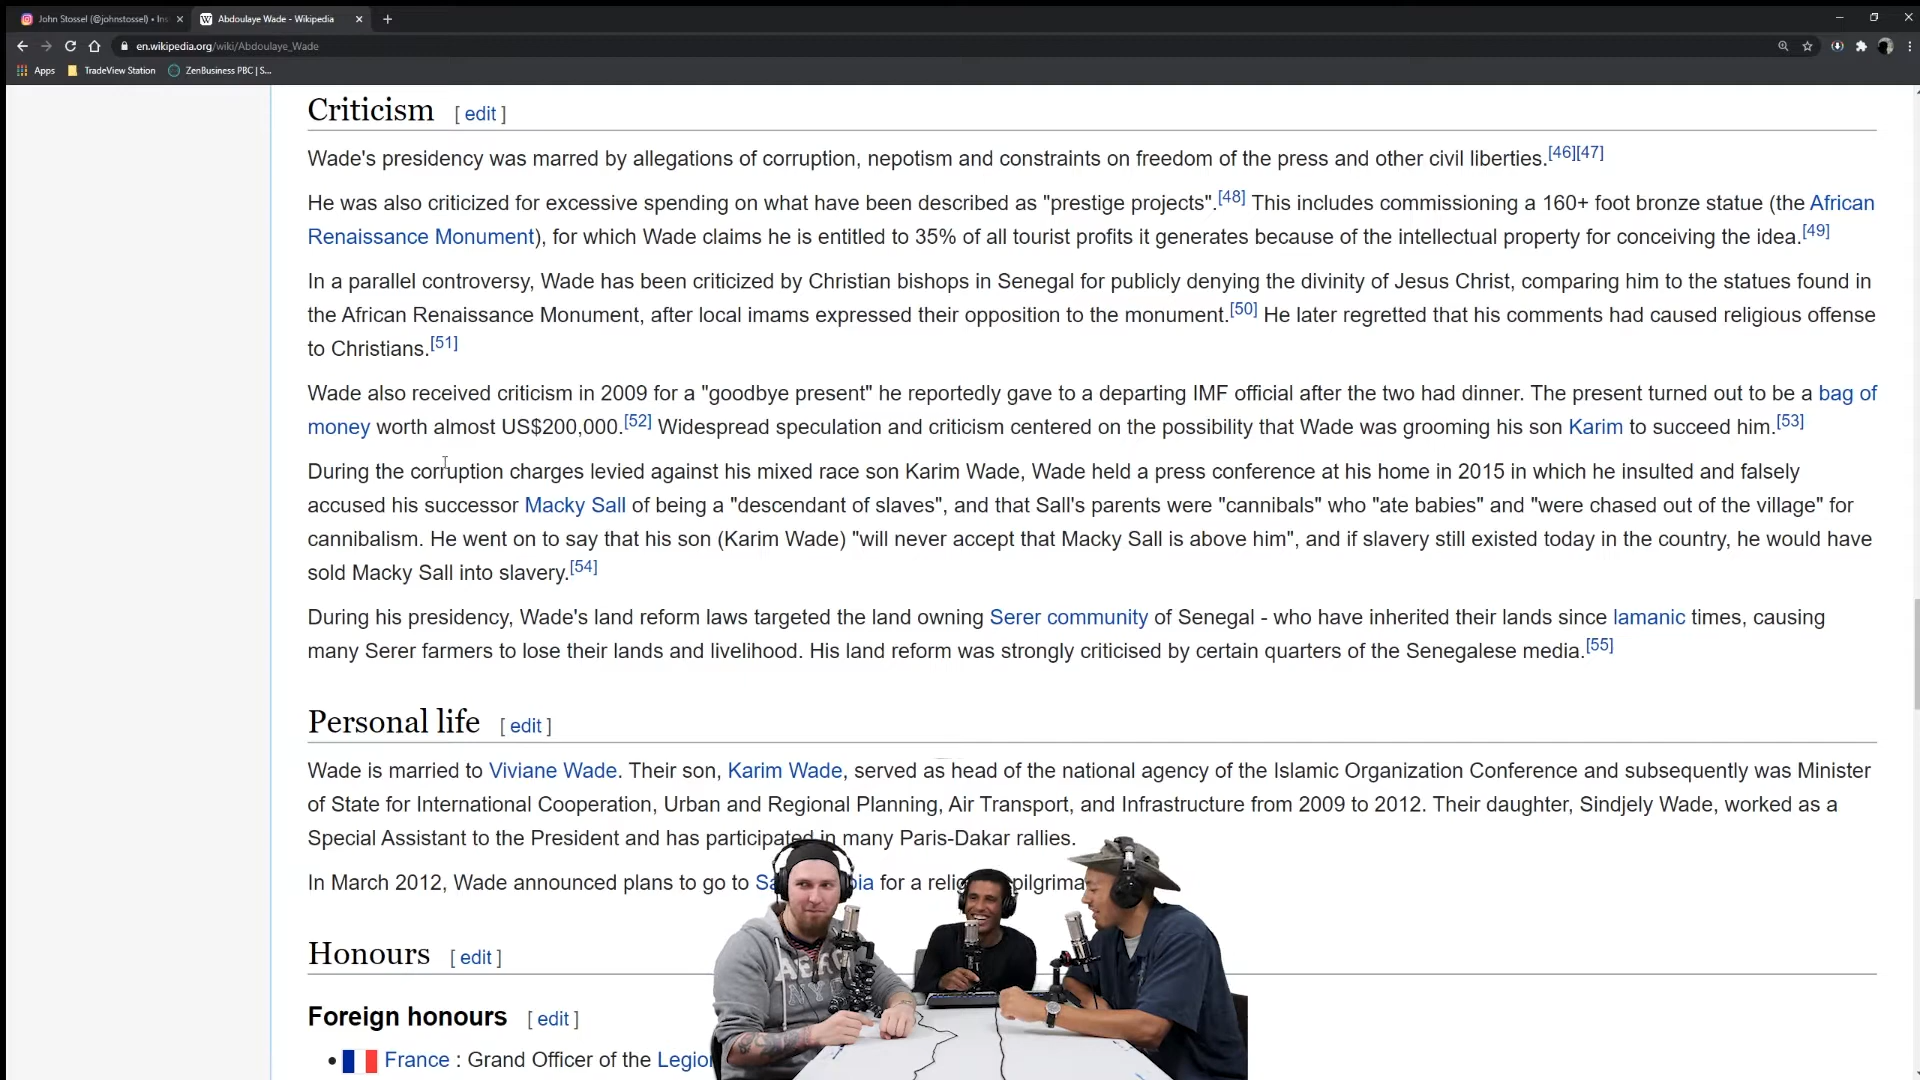 John Stossel (@johnstossel) • Ins
Abdoulaye Wade - Wikipedia
en.wikipedia.org/wiki/Abdoulaye_Wade
Apps TradeView Station ZenBusiness PBC | S...
Criticism [ edit ]
Wade's presidency was marred by allegations of corruption, nepotism and constraints on freedom of the press and other civil liberties.[46][47]
He was also criticized for excessive spending on what have been described as "prestige projects".[48] This includes commissioning a 160+ foot bronze statue (the African
Renaissance Monument), for which Wade claims he is entitled to 35% of all tourist profits it generates because of the intellectual property for conceiving the idea.[49]
In a parallel controversy, Wade has been criticized by Christian bishops in Senegal for publicly denying the divinity of Jesus Christ, comparing him to the statues found in
the African Renaissance Monument, after local imams expressed their opposition to the monument.[50] He later regretted that his comments had caused religious offense
to Christians.[51]
Wade also received criticism in 2009 for a "goodbye present" he reportedly gave to a departing IMF official after the two had dinner. The present turned out to be a bag of
money worth almost US$200,000.[52] Widespread speculation and criticism centered on the possibility that Wade was grooming his son Karim to succeed him.[53]
During the corruption charges levied against his mixed race son Karim Wade, Wade held a press conference at his home in 2015 in which he insulted and falsely
accused his successor Macky Sall of being a "descendant of slaves", and that Sall's parents were "cannibals" who "ate babies" and "were chased out of the village" for
cannibalism. He went on to say that his son (Karim Wade) "will never accept that Macky Sall is above him", and if slavery still existed today in the country, he would have
sold Macky Sall into slavery.[54]
During his presidency, Wade's land reform laws targeted the land owning Serer community of Senegal - who have inherited their lands since lamanic times, causing
many Serer farmers to lose their lands and livelihood. His land reform was strongly criticised by certain quarters of the Senegalese media.[55]
Personal life [ edit ]
Wade is married to Viviane Wade. Their son, Karim Wade, served as head of the national agency of the Islamic Organization Conference and subsequently was Minister
of State for International Cooperation, Urban and Regional Planning, Air Transport, and Infrastructure from 2009 to 2012. Their daughter, Sindjely Wade, worked as a
Special Assistant to the President and has participated in many Paris-Dakar rallies.
In March 2012, Wade announced plans to go to Sa bia for a relig pilgrima
Honours [ edit ]
Foreign honours [ edit ]
• France : Grand Officer of the Legion